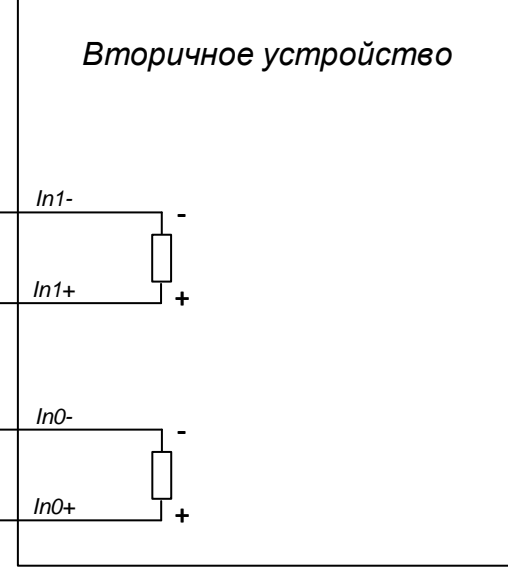 Вторичное устройство
In1-
-
In1+
+
In0-
-
In0+
+